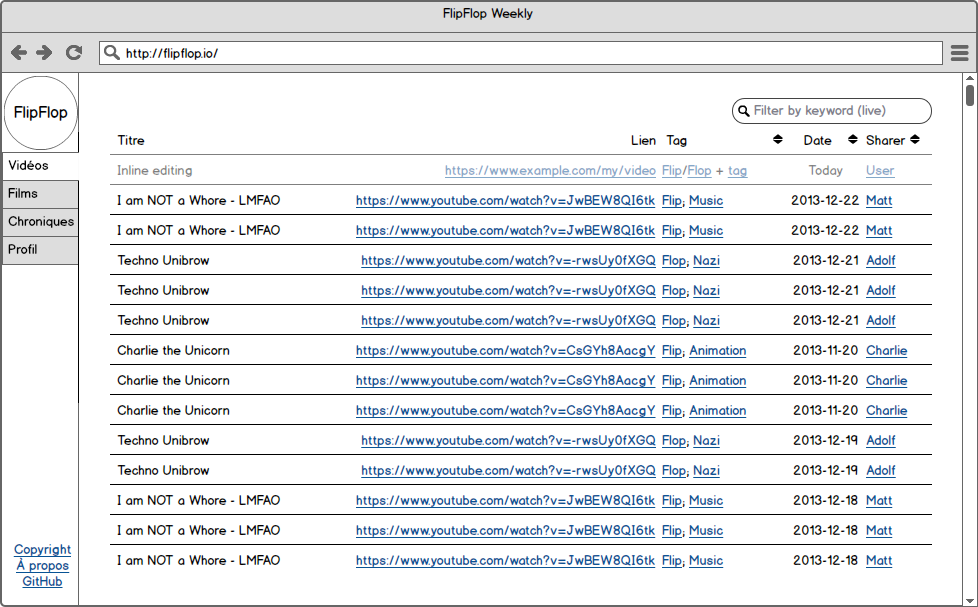 FlipFlop Weekly
http://flipflop.io/
FlipFlop
Vidéos
Films
Chroniques
Profil
Copyright
À propos
GitHub
Filter by keyword (live)
Titre Lien Tag Date Sharer
Inline editing https://www.example.com/my/video Flip/Flop + tag Today User
I am NOT a Whore - LMFAO https://www.youtube.com/watch?v=JwBEW8QI6tk Flip; Music 2013-12-22 Matt
I am NOT a Whore - LMFAO https://www.youtube.com/watch?v=JwBEW8QI6tk Flip; Music 2013-12-22 Matt
Techno Unibrow https://www.youtube.com/watch?v=-rwsUy0fXGQ Flop; Nazi 2013-12-21 Adolf
Techno Unibrow https://www.youtube.com/watch?v=-rwsUy0fXGQ Flop; Nazi 2013-12-21 Adolf
Techno Unibrow https://www.youtube.com/watch?v=-rwsUy0fXGQ Flop; Nazi 2013-12-21 Adolf
Charlie the Unicorn https://www.youtube.com/watch?v=CsGYh8AacgY Flip; Animation 2013-11-20 Charlie
Charlie the Unicorn https://www.youtube.com/watch?v=CsGYh8AacgY Flip; Animation 2013-11-20 Charlie
Charlie the Unicorn https://www.youtube.com/watch?v=CsGYh8AacgY Flip; Animation 2013-11-20 Charlie
Techno Unibrow https://www.youtube.com/watch?v=-rwsUy0fXGQ Flop; Nazi 2013-12-19 Adolf
Techno Unibrow https://www.youtube.com/watch?v=-rwsUy0fXGQ Flop; Nazi 2013-12-19 Adolf
I am NOT a Whore - LMFAO https://www.youtube.com/watch?v=JwBEW8QI6tk Flip; Music 2013-12-18 Matt
I am NOT a Whore - LMFAO https://www.youtube.com/watch?v=JwBEW8QI6tk Flip; Music 2013-12-18 Matt
I am NOT a Whore - LMFAO https://www.youtube.com/watch?v=JwBEW8QI6tk Flip; Music 2013-12-18 Matt